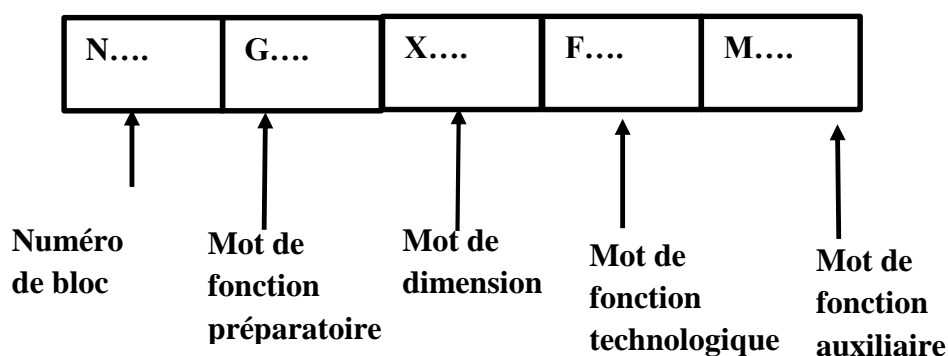 N…. G…. X…. F…. M….
Numéro
de bloc
Mot de
fonction
préparatoire
Mot de
dimension
Mot de
fonction
technologique
Mot de
fonction
auxiliaire